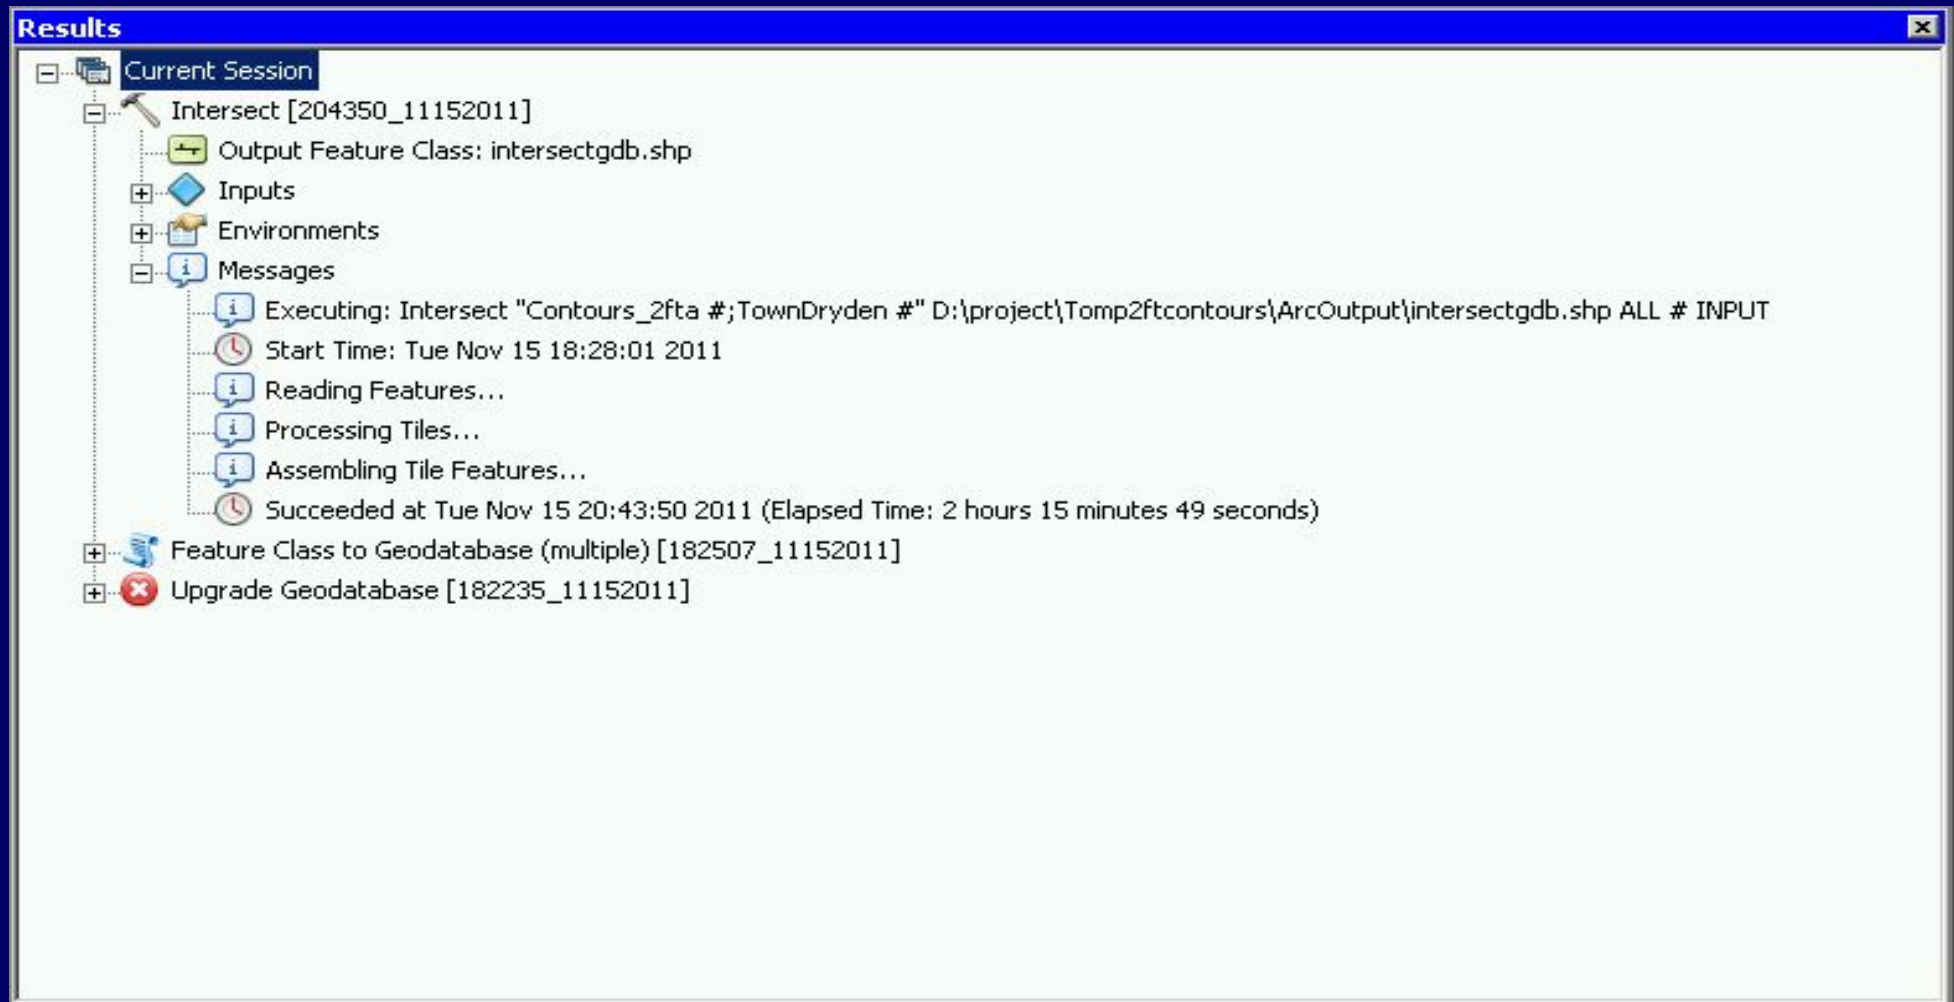 Results
Current Session
Intersect [204350_11152011]
Output Feature Class: intersectgdb.shp
Inputs
Environments
Messages
Executing: Intersect "Contours_2fta #;TownDryden #" D:\project\Tomp2ftcontours\ArcOutput\intersectgdb.shp ALL # INPUT
Start Time: Tue Nov 15 18:28:01 2011
Reading Features...
Processing Tiles...
Assembling Tile Features...
Succeeded at Tue Nov 15 20:43:50 2011 (Elapsed Time: 2 hours 15 minutes 49 seconds)
Feature Class to Geodatabase (multiple) [182507_11152011]
Upgrade Geodatabase [182235_11152011]